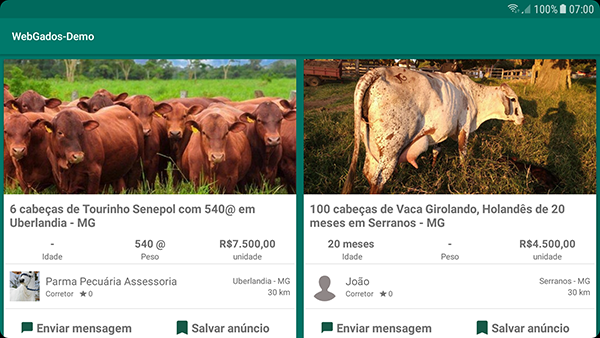 100% 07:00
WebGados-Demo
6 cabeças de Tourinho Senepol com 540@ em
Uberlandia - MG
- 540 @ R$7.500,00
Idade Peso unidade
Parma Pecuária Assessoria Uberlandia - MG
Corretor ★0 30 km
Enviar mensagem Salvar anúncio
100 cabeças de Vaca Girolando, Holandês de 20
meses em Serranos - MG
20 meses - R$4.500,00
Idade Peso unidade
João Serranos - MG
Corretor ★0 30 km
Enviar mensagem Salvar anúncio